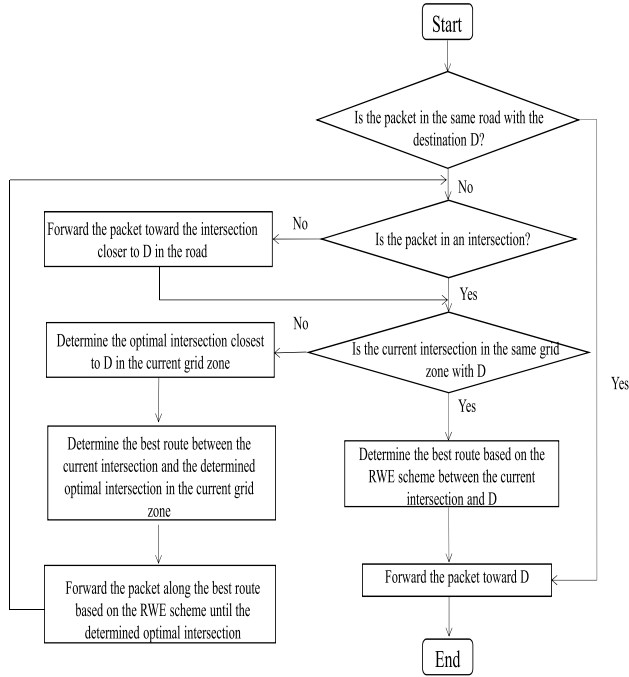 Start
Is the packet in the same road with the
destination D?
No
Forward the packet toward the intersection
closer to D in the road
No
Is the packet in an intersection?
Yes
Determine the optimal intersection closest
to D in the current grid zone
No
Is the current intersection in the same grid
zone with D
Yes
Yes
Determine the best route between the
current intersection and the determined
optimal intersection in the current grid
zone
Determine the best route based on the
RWE scheme between the current
intersection and D
Forward the packet along the best route
based on the RWE scheme until the
determined optimal intersection
Forward the packet toward D
End